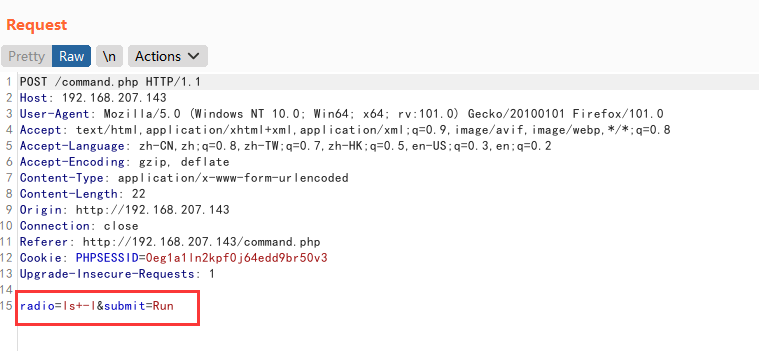 Request
Pretty Raw \n Actions
1 POST /command.php HTTP/1.1
2 Host: 192.168.207.143
3 User-Agent: Mozilla/5.0 (Windows NT 10.0; Win64; x64; rv:101.0) Gecko/20100101 Firefox/101.0
4 Accept: text/html,application/xhtml+xml,application/xml;q=0.9,image/avif,image/webp,*/*;q=0.8
5 Accept-Language: zh-CN,zh;q=0.8,zh-TW;q=0.7,zh-HK;q=0.5,en-US;q=0.3,en;q=0.2
6 Accept-Encoding: gzip, deflate
7 Content-Type: application/x-www-form-urlencoded
8 Content-Length: 22
9 Origin: http://192.168.207.143
10 Connection: close
11 Referer: http://192.168.207.143/command.php
12 Cookie: PHPSESSID=0eg1a1ln2kpf0j64edd9br50v3
13 Upgrade-Insecure-Requests: 1
14
15 radio=ls+-l&submit=Run